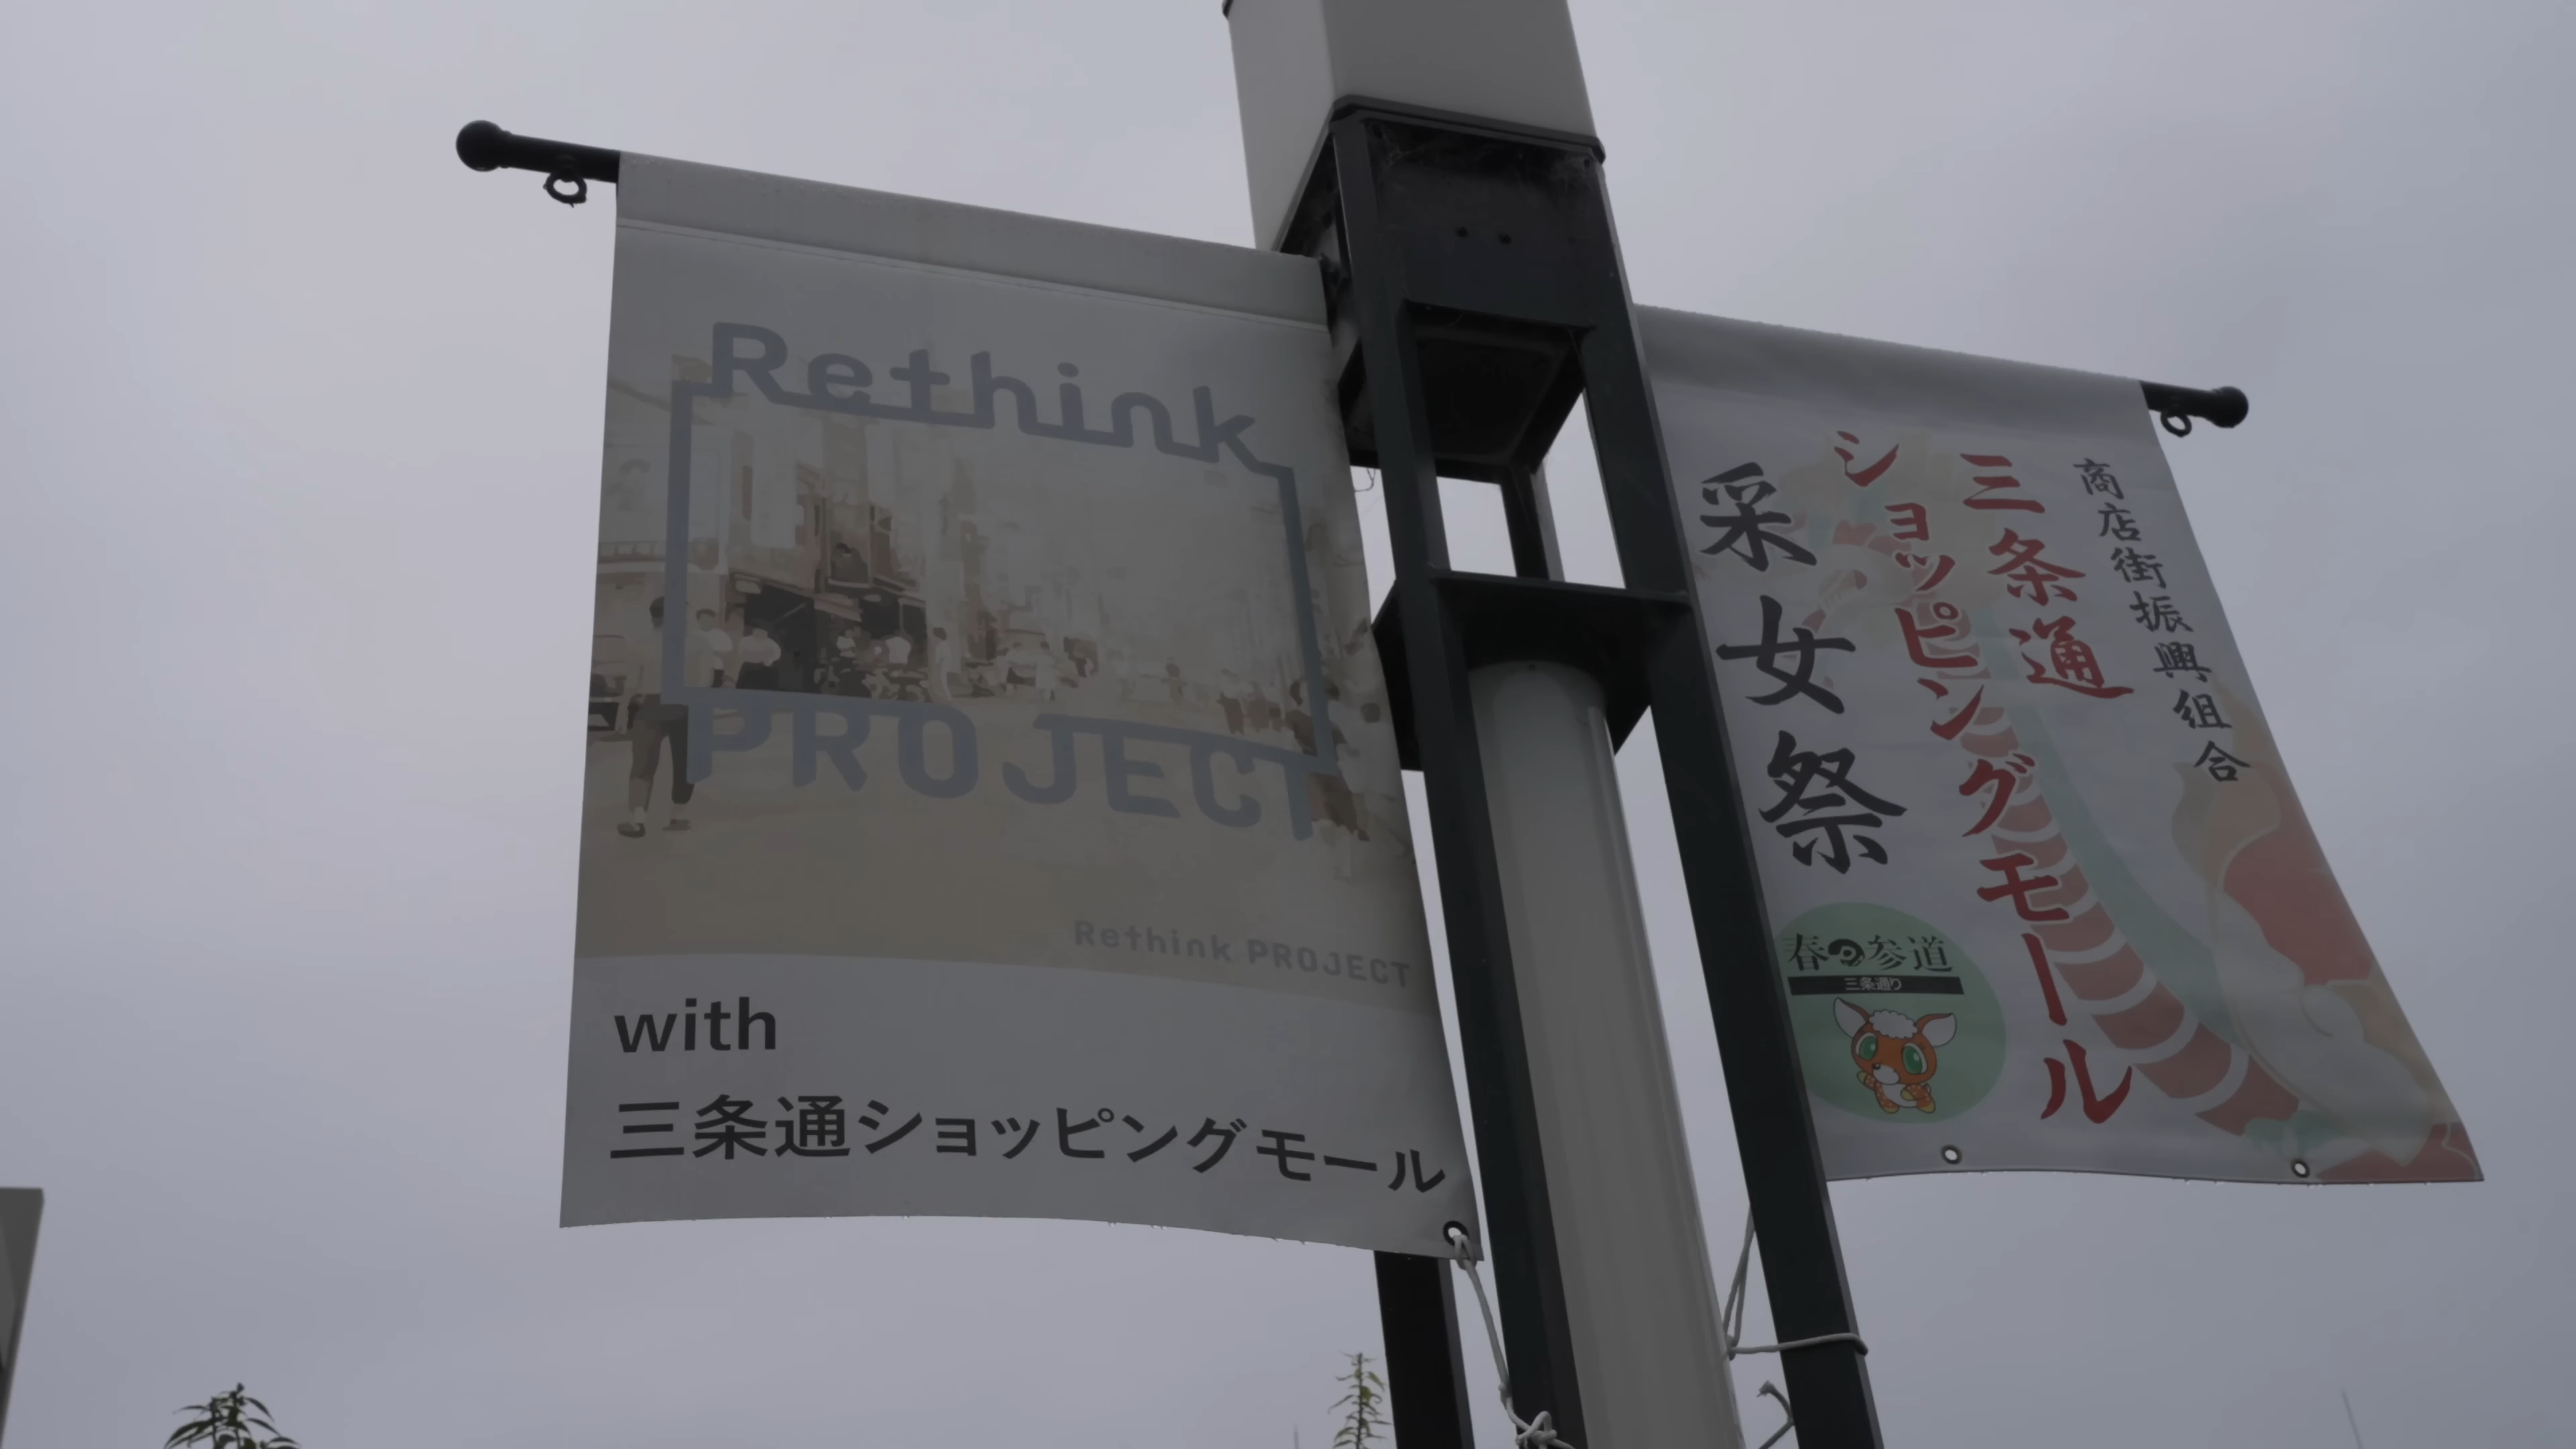 Rethink
PROJECT
Rethink PROJECT
with
三条通ショッピングモール
商店街振興組合
三条通
ショッピングモール
采女祭
春の参道
三条通り